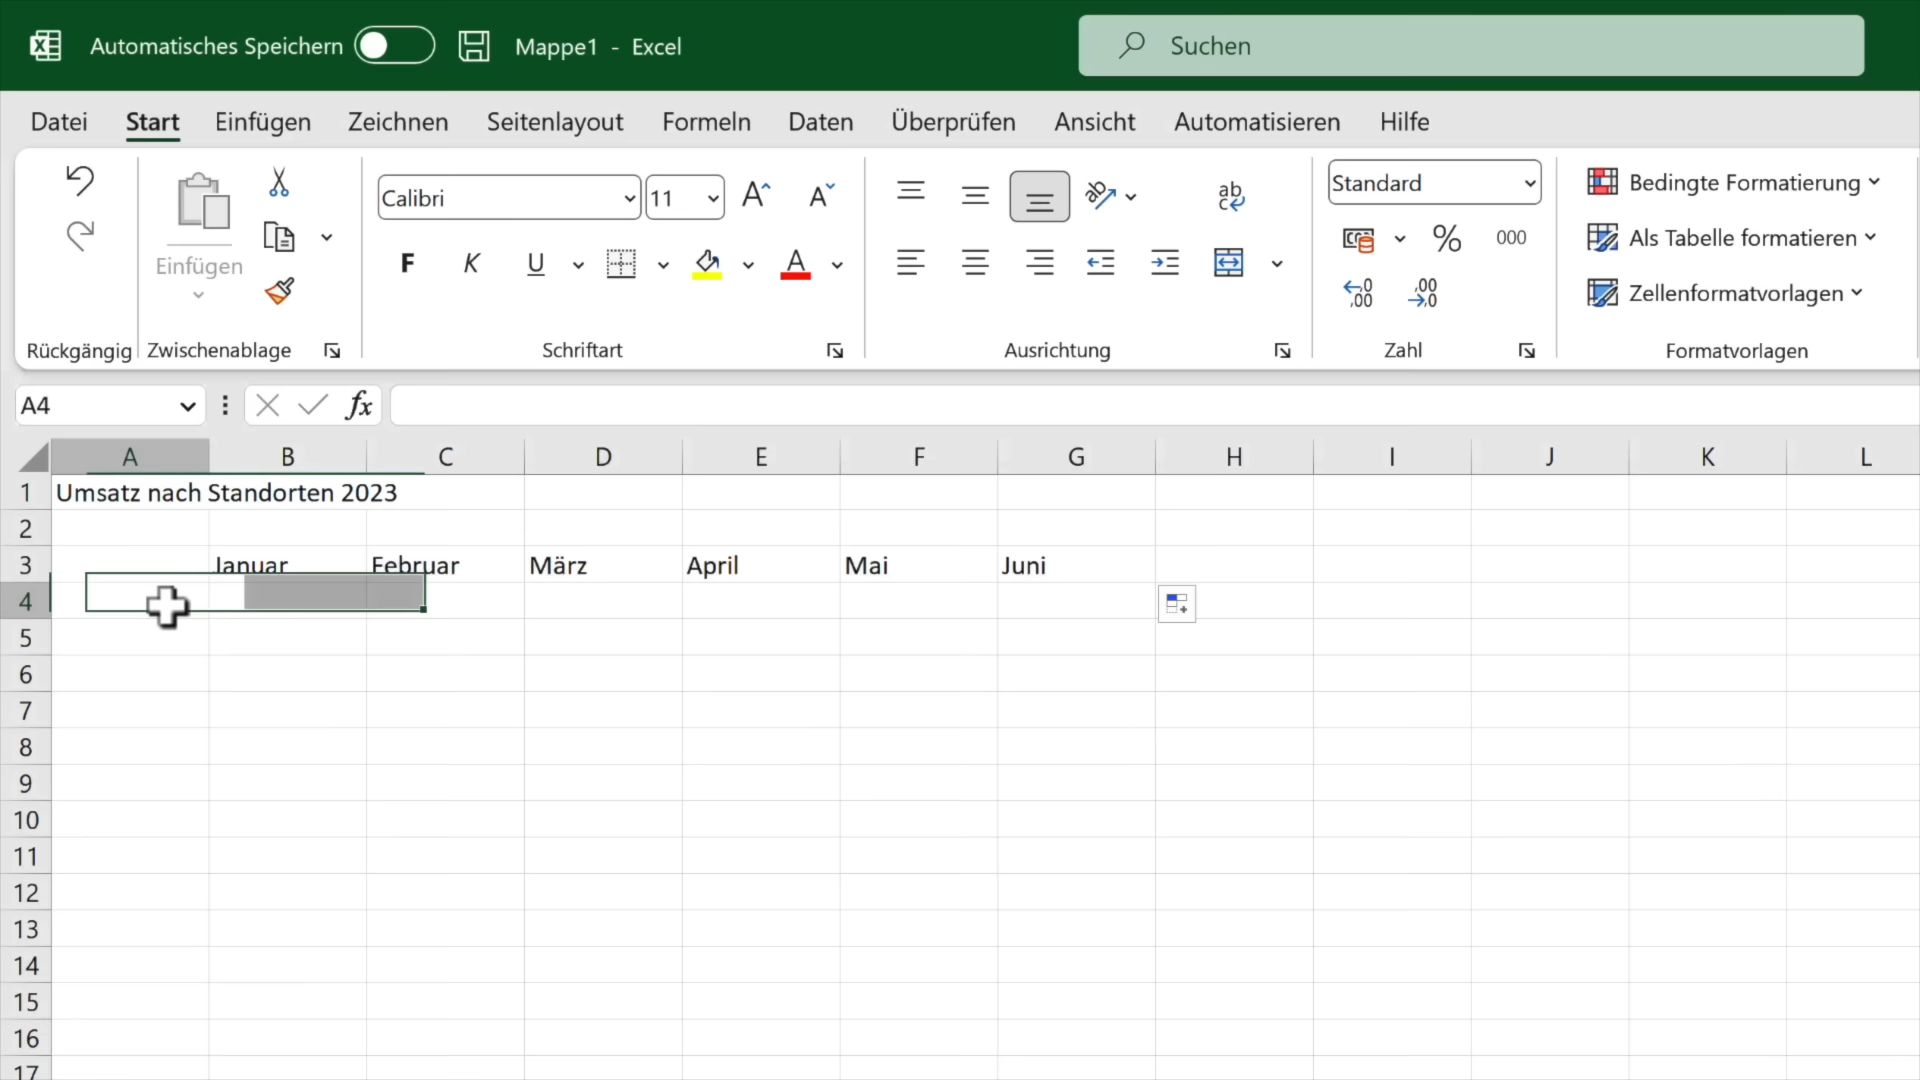 Automatisches Speichern Mappe1 - Excel Suchen
Datei Start Einfügen Zeichnen Seitenlayout Formeln Daten Überprüfen Ansicht Automatisieren Hilfe
Einfügen
Calibri 11
F K U A
ab
c
Standard
% 000
Bedingte Formatierung
Als Tabelle formatieren
Zellenformatvorlagen
Rückgängig Zwischenablage Schriftart Ausrichtung Zahl Formatvorlagen
A4 fx
A B C D E F G H I J K L
1 Umsatz nach Standorten 2023
2
3 Januar Februar März April Mai Juni
4
5
6
7
8
9
10
11
12
13
14
15
16
17